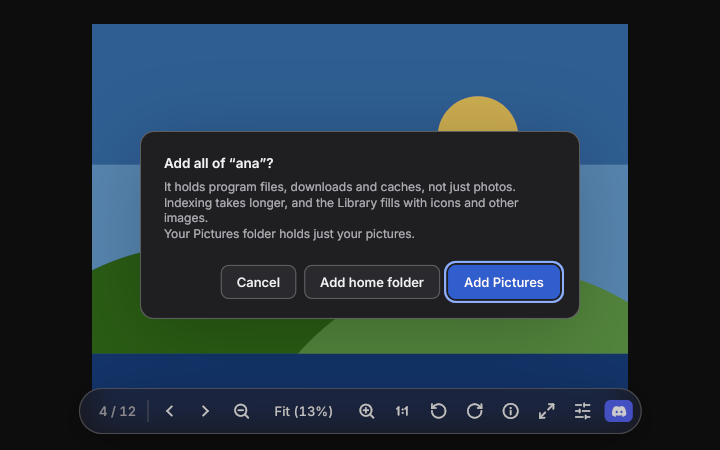 Add all of “ana”?
It holds program files, downloads and caches, not just photos.
Indexing takes longer, and the Library fills with icons and other
images.
Your Pictures folder holds just your pictures.
Cancel
Add home folder
Add Pictures
4 / 12
Fit (13%)
1:1